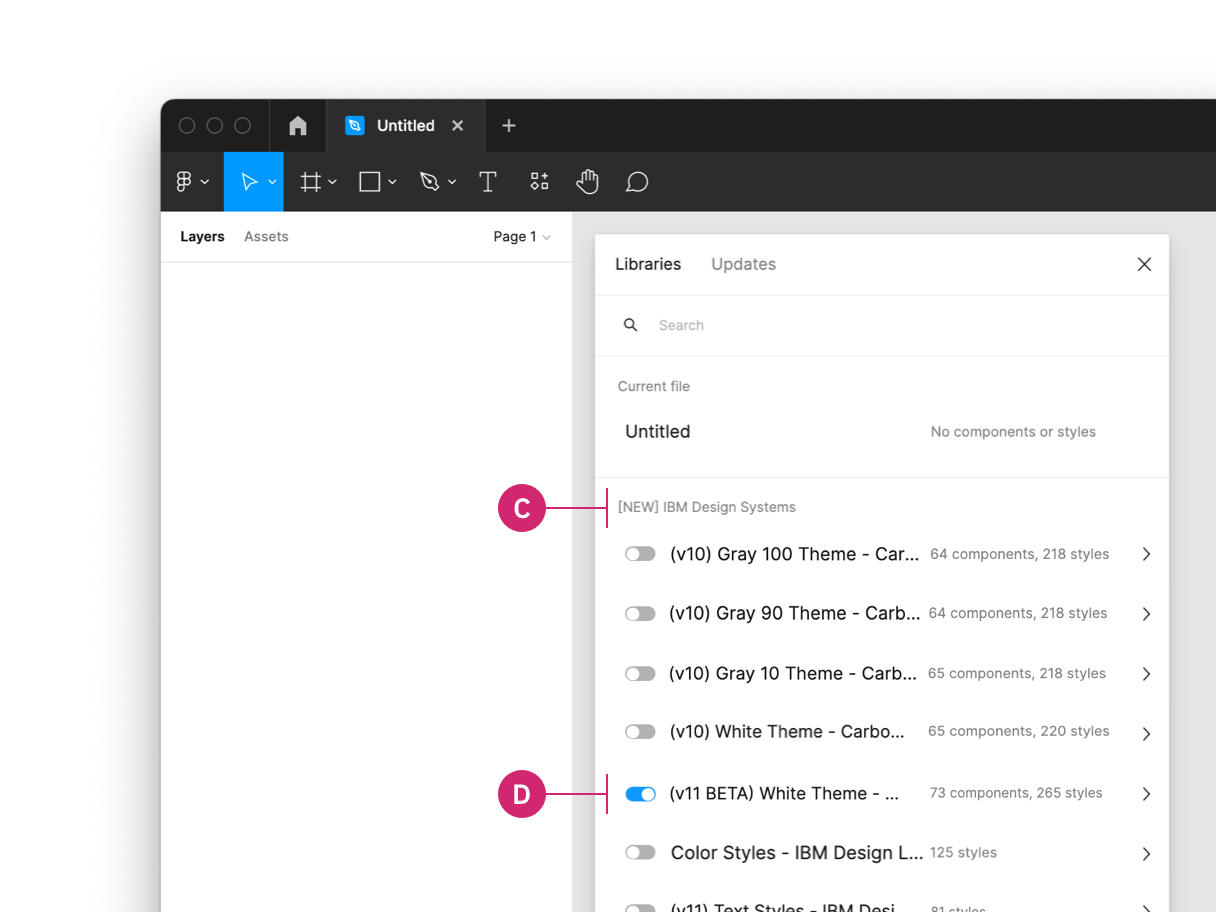 Untitled
Layers Assets Page 1
Libraries Updates
Search
Current file
Untitled No components or styles
C [NEW] IBM Design Systems
(v10) Gray 100 Theme - Car... 64 components, 218 styles
(v10) Gray 90 Theme - Carb... 64 components, 218 styles
(v10) Gray 10 Theme - Carb... 65 components, 218 styles
(v10) White Theme - Carbo... 65 components, 220 styles
D (v11 BETA) White Theme - ... 73 components, 265 styles
Color Styles - IBM Design L... 125 styles
(v11) Text Styles - IBM Desi... 81 styles